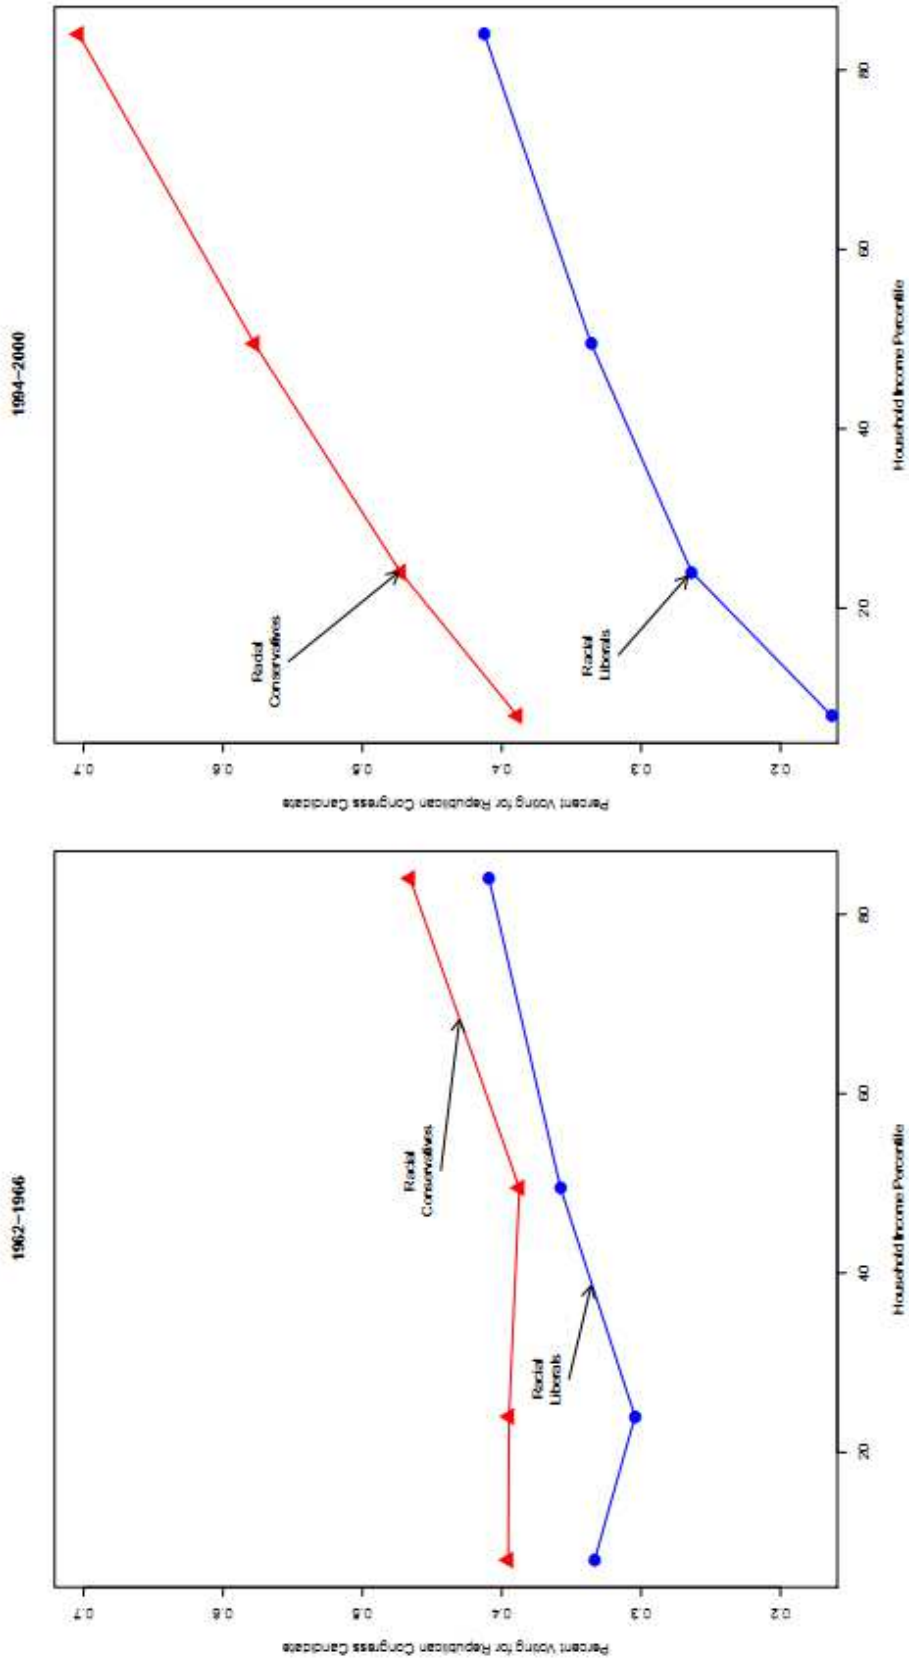 1962–1966
Percent Voting for Republican Congress Candidate
0.7
0.6
0.5
0.4
0.3
0.2
Racial
Conservatives
Racial
Liberals
20
40
60
80
Household Income Percentile
1994–2000
Percent Voting for Republican Congress Candidate
0.7
0.6
0.5
0.4
0.3
0.2
Racial
Conservatives
Racial
Liberals
20
40
60
80
Household Income Percentile